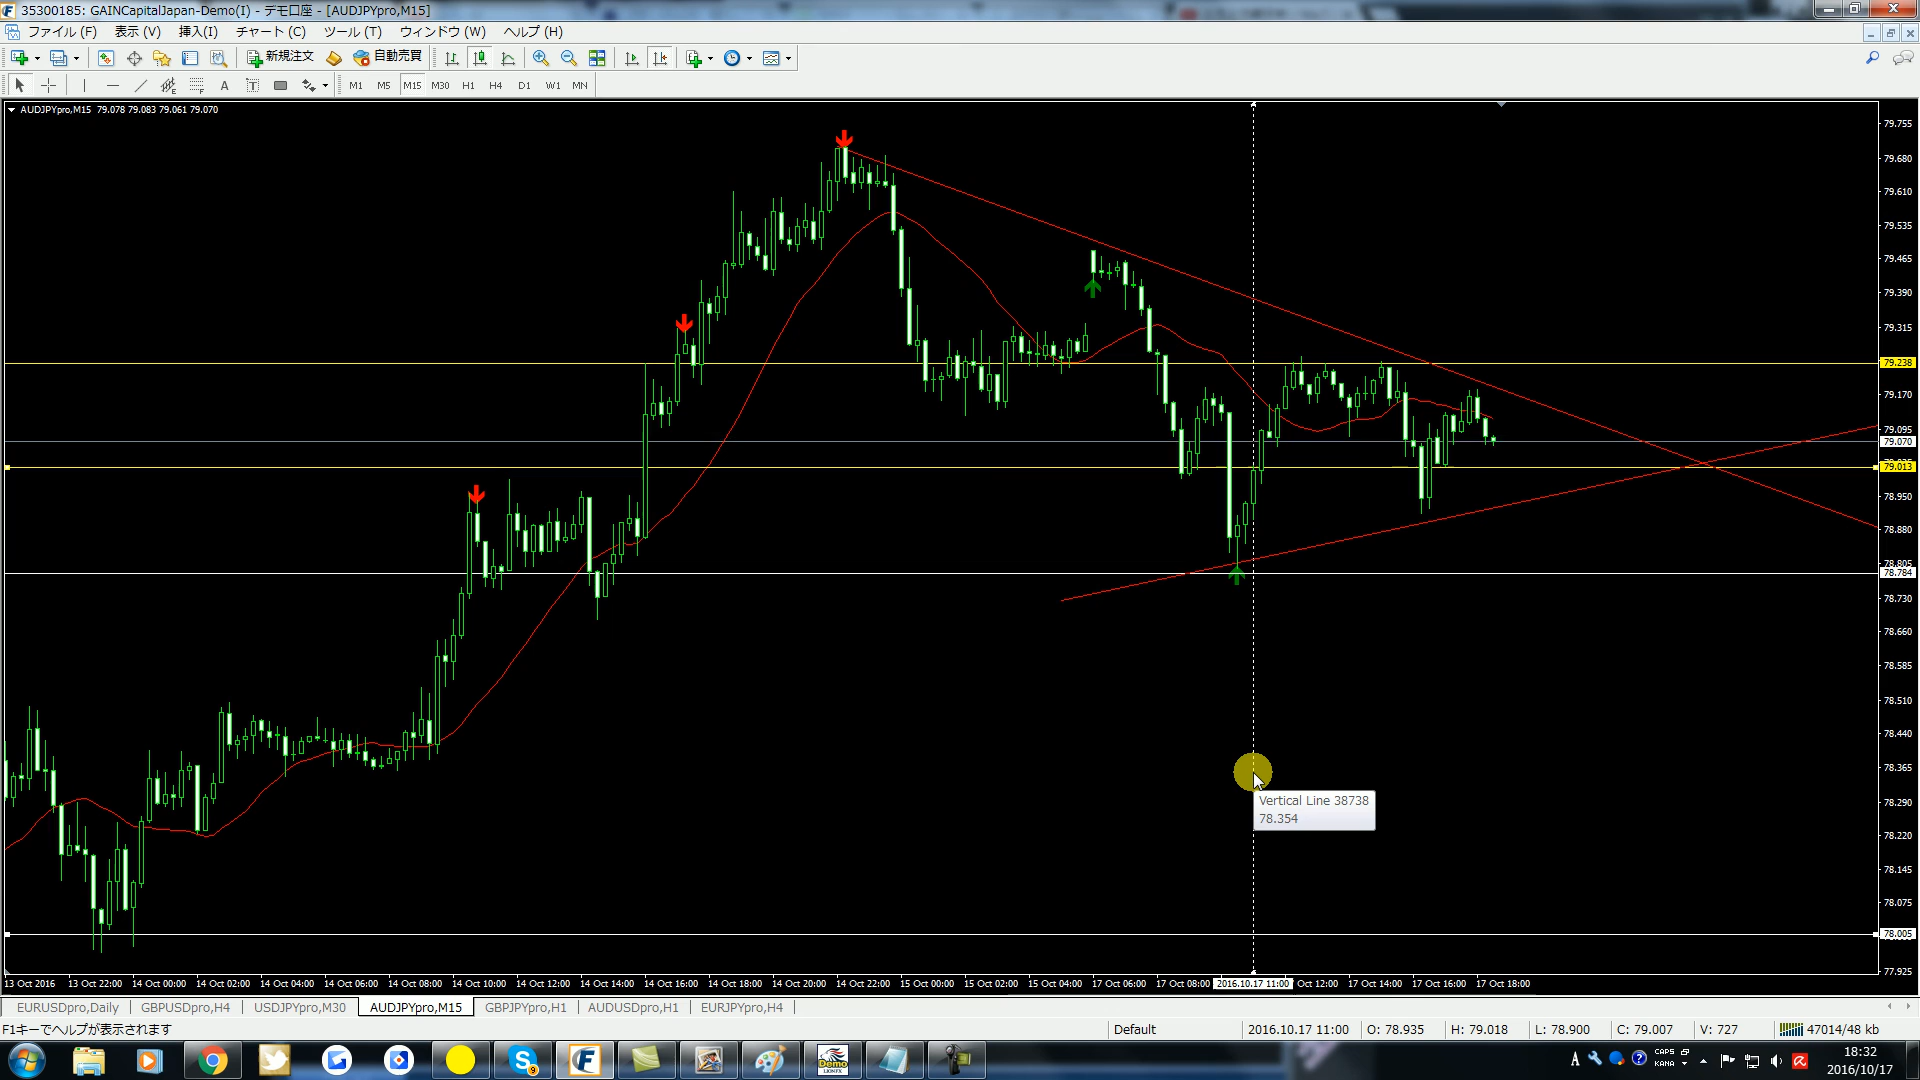 35300185: GAINCapitalJapan-Demo(I) - デモ口座 - [AUDJPYpro,M15]
ファイル (F) 表示 (V) 挿入(I) チャート (C) ツール (T) ウィンドウ (W) ヘルプ (H)
新規注文 自動売買
A T M1 M5 M15 M30 H1 H4 D1 W1 MN
AUDJPYpro,M15 79.078 79.083 79.061 79.070
79.755
79.680
79.610
79.535
79.465
79.390
79.315
79.238
79.170
79.095
79.070
79.013
78.950
78.880
78.805
78.784
78.730
78.660
78.585
78.510
78.440
78.365
78.290
78.220
78.145
78.075
78.005
77.925
Vertical Line 38738
78.354
13 Oct 2016 13 Oct 22:00 14 Oct 00:00 14 Oct 02:00 14 Oct 04:00 14 Oct 06:00 14 Oct 08:00 14 Oct 10:00 14 Oct 12:00 14 Oct 14:00 14 Oct 16:00 14 Oct 18:00 14 Oct 20:00 14 Oct 22:00 15 Oct 00:00 15 Oct 02:00 15 Oct 04:00 17 Oct 06:00 17 Oct 08:00 2016.10.17 11:00 Oct 12:00 17 Oct 14:00 17 Oct 16:00 17 Oct 18:00
EURUSDpro,Daily GBPUSDpro,H4 USDJPYpro,M30 AUDJPYpro,M15 GBPJPYpro,H1 AUDUSDpro,H1 EURJPYpro,H4
F1キーでヘルプが表示されます Default 2016.10.17 11:00 O: 78.935 H: 79.018 L: 78.900 C: 79.007 V: 727 47014/48 kb
Demo
A CAPS KANA
18:32
2016/10/17